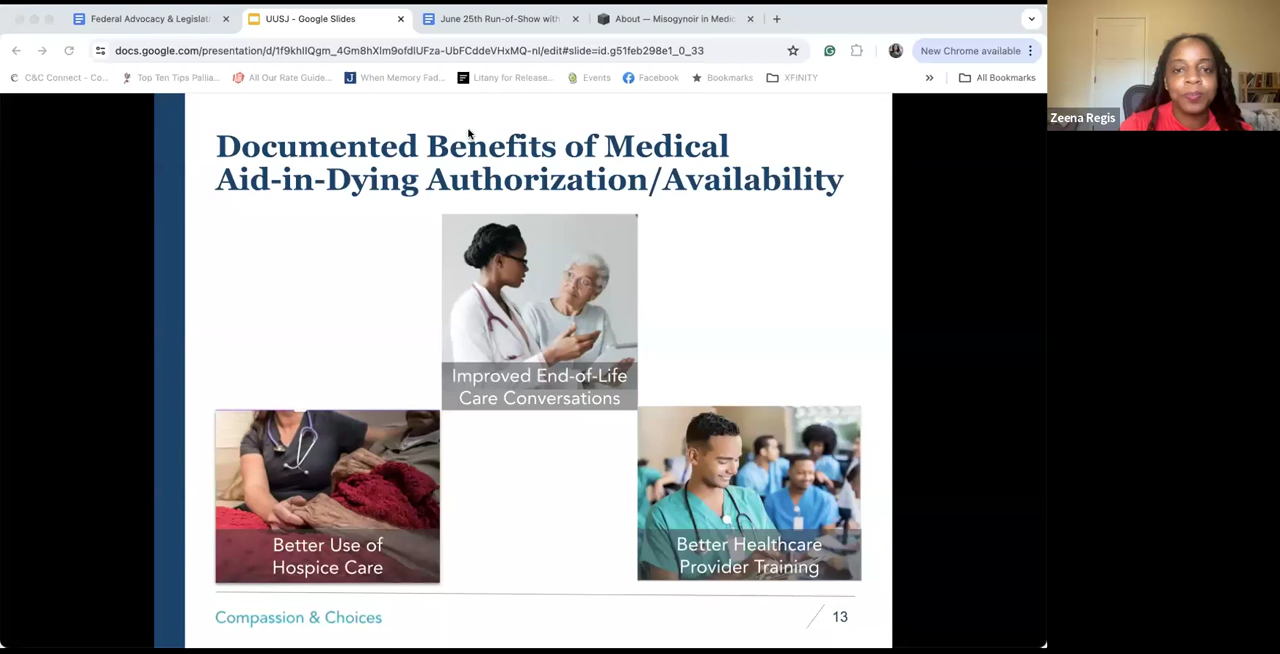 Federal Advocacy & Legislat
UUSJ - Google Slides
June 25th Run-of-Show with
About — Misogynoir in Medic
docs.google.com/presentation/d/1f9khIlQgm_4Gm8hXlm9ofdlUFza-UbFCddeVHxMQ-nI/edit#slide=id.g51feb298e1_0_33
New Chrome available
C&C Connect - Co...
Top Ten Tips Pallia...
All Our Rate Guide...
When Memory Fad...
Litany for Release...
Events
Facebook
Bookmarks
XFINITY
»
All Bookmarks
Zeena Regis
Documented Benefits of Medical
Aid-in-Dying Authorization/Availability
Improved End-of-Life
Care Conversations
Better Use of
Hospice Care
Better Healthcare
Provider Training
Compassion & Choices
13